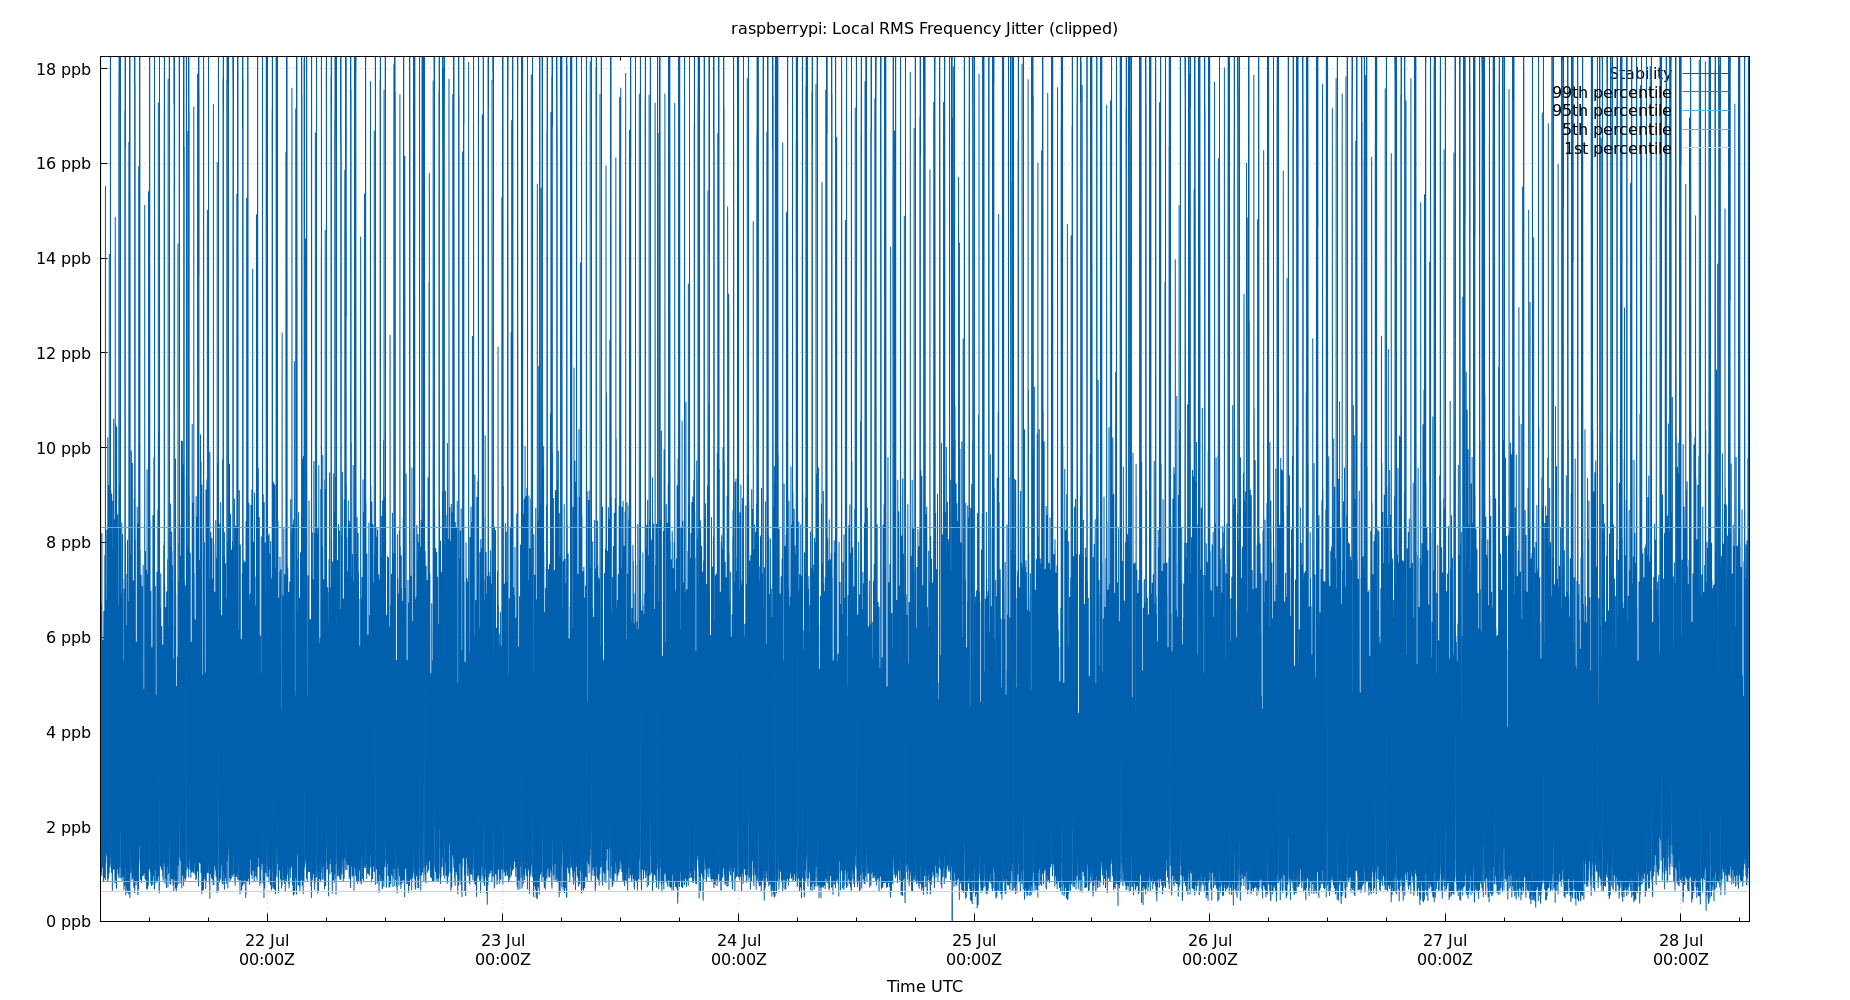 raspberrypi: Local RMS Frequency Jitter (clipped)
18 ppb
Stability
99th percentile
95th percentile
5th percentile
1st percentile
16 ppb
14 ppb
12 ppb
10 ppb
8 ppb
6 ppb
4 ppb
2 ppb
0 ppb
22 Jul 23 Jul 24 Jul 25 Jul 26 Jul 27 Jul 28 Jul
00:00Z 00:00Z 00:00Z 00:00Z 00:00Z 00:00Z 00:00Z
Time UTC